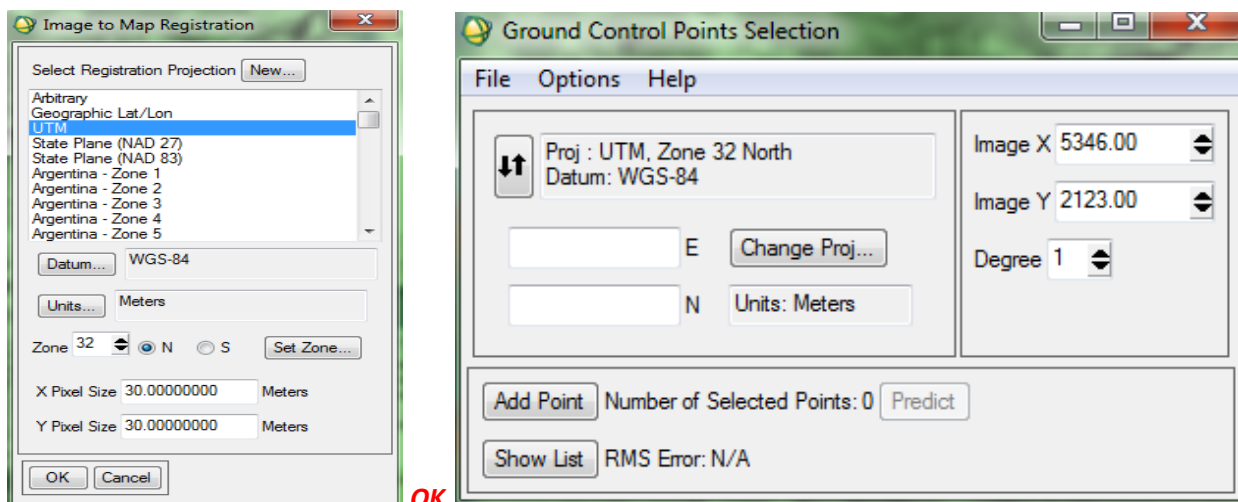 Image to Map Registration
Select Registration Projection New...
Arbitrary
Geographic Lat/Lon
UTM
State Plane (NAD 27)
State Plane (NAD 83)
Argentina - Zone 1
Argentina - Zone 2
Argentina - Zone 3
Argentina - Zone 4
Argentina - Zone 5
Datum... WGS-84
Units... Meters
Zone 32 N S Set Zone...
X Pixel Size 30.00000000 Meters
Y Pixel Size 30.00000000 Meters
OK Cancel
OK
Ground Control Points Selection
File Options Help
Proj : UTM, Zone 32 North
Datum: WGS-84
E Change Proj...
N Units: Meters
Image X 5346.00
Image Y 2123.00
Degree 1
Add Point Number of Selected Points: 0 Predict
Show List RMS Error: N/A